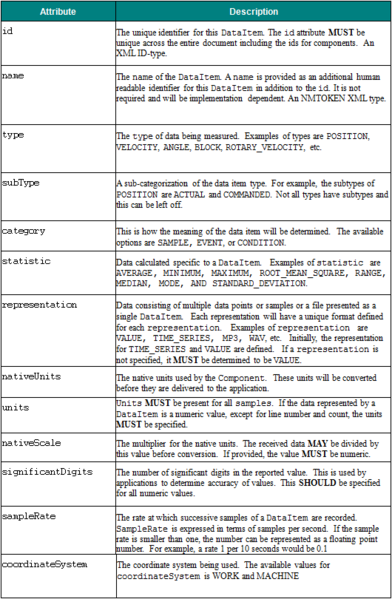 Attribute Description
id The unique identifier for this DataItem. The id attribute MUST be
unique across the entire document including the ids for components. An
XML ID-type.
name The name of the DataItem. A name is provided as an additional human
readable identifier for this DataItem in addition to the id. It is not
required and will be implementation dependent. An NMTOKEN XML type.
type The type of data being measured. Examples of types are POSITION,
VELOCITY, ANGLE, BLOCK, ROTARY_VELOCITY, etc.
subType A sub-categorization of the data item type. For example, the subtypes of
POSITION are ACTUAL and COMMANDED. Not all types have subtypes and
this can be left off.
category This is how the meaning of the data item will be determined. The available
options are SAMPLE, EVENT, or CONDITION.
statistic Data calculated specific to a DataItem. Examples of statistic are
AVERAGE, MINIMUM, MAXIMUM, ROOT_MEAN_SQUARE, RANGE,
MEDIAN, MODE, AND STANDARD_DEVIATION.
representation Data consisting of multiple data points or samples or a file presented as a
single DataItem. Each representation will have a unique format defined
for each representation. Examples of representation are
VALUE, TIME_SERIES, MP3, WAV, etc. Initially, the representation
for TIME_SERIES and VALUE are defined. If a representation is
not specified, it MUST be determined to be VALUE.
nativeUnits The native units used by the Component. These units will be converted
before they are delivered to the application.
units Units MUST be present for all samples. If the data represented by a
DataItem is a numeric value, except for line number and count, the units
MUST be specified.
nativeScale The multiplier for the native units. The received data MAY be divided by
this value before conversion. If provided, the value MUST be numeric.
significantDigits The number of significant digits in the reported value. This is used by
applications to determine accuracy of values. This SHOULD be specified
for all numeric values.
sampleRate The rate at which successive samples of a DataItem are recorded.
SampleRate is expressed in terms of samples per second. If the sample
rate is smaller than one, the number can be represented as a floating point
number. For example, a rate 1 per 10 seconds would be 0.1
coordinateSystem The coordinate system being used. The available values for
coordinateSystem is WORK and MACHINE